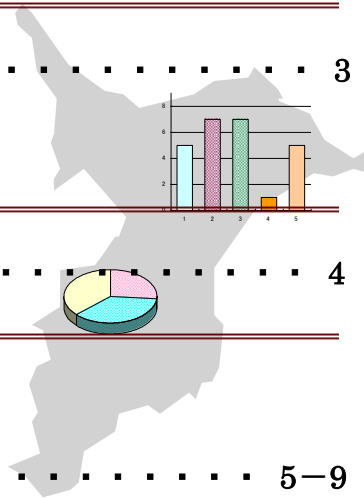 . . . . . . . . . . 3
8
6
4
2
0
1 2 3 4 5
. . . . . . . . . . 4
. . . . . . . . 5－9